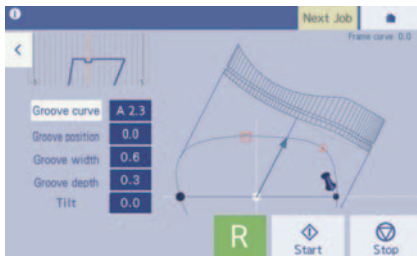 Next Job
Frame curve 0.0
Groove curve A 2.3
Groove position 0.0
Groove width 0.6
Groove depth 0.3
Tilt 0.0
R
Start
Stop